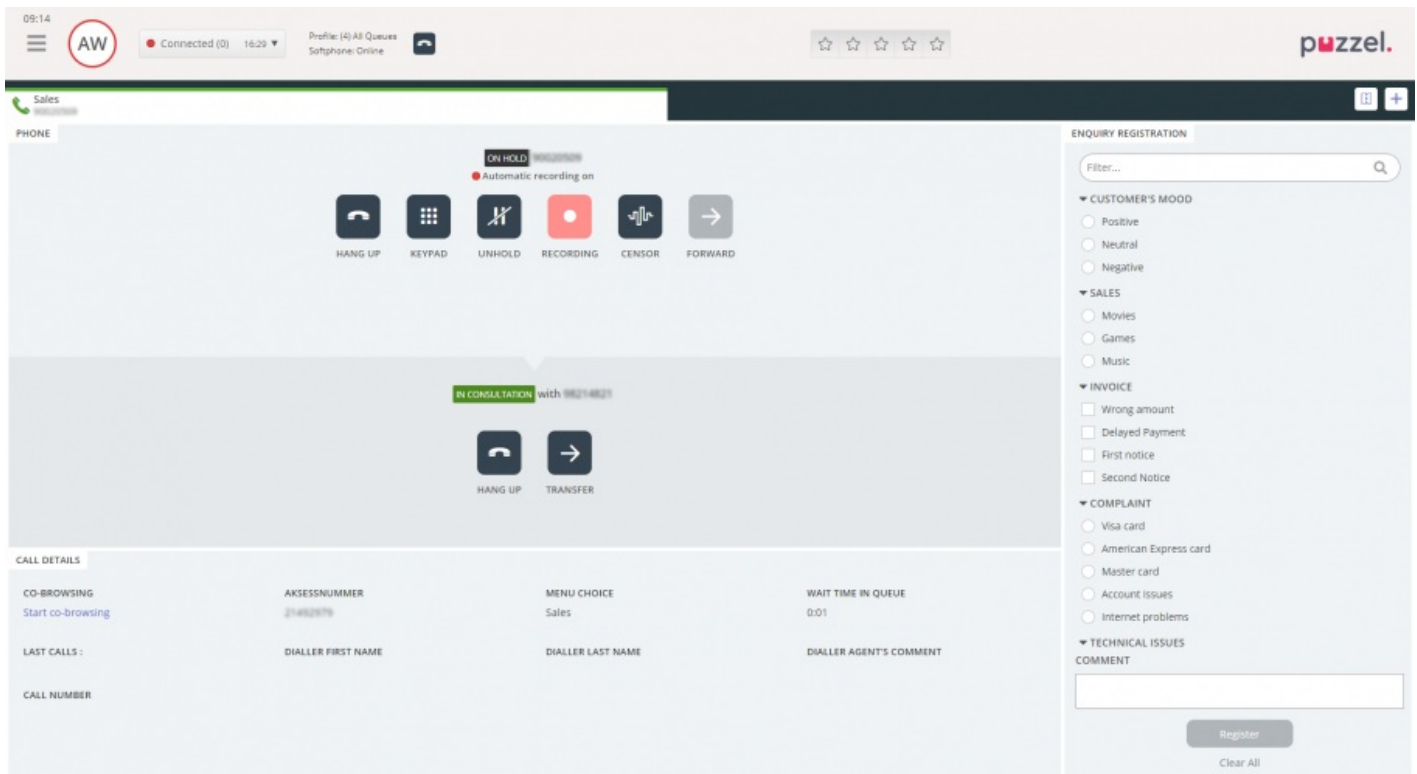 09:14
AW
Connected (0) 16:29
Profile: (4) All Queues
Softphone: Online
puzzel.
Sales
PHONE
ON HOLD
Automatic recording on
HANG UP KEYPAD UNHOLD RECORDING CENSOR FORWARD
IN CONSULTATION with
HANG UP TRANSFER
CALL DETAILS
CO-BROWSING AKSESSNUMMER MENU CHOICE WAIT TIME IN QUEUE
Start co-browsing Sales 0:01
LAST CALLS : DIALLER FIRST NAME DIALLER LAST NAME DIALLER AGENT'S COMMENT
CALL NUMBER
ENQUIRY REGISTRATION
Filter...
CUSTOMER'S MOOD
Positive
Neutral
Negative
SALES
Movies
Games
Music
INVOICE
Wrong amount
Delayed Payment
First notice
Second Notice
COMPLAINT
Visa card
American Express card
Master card
Account issues
Internet problems
TECHNICAL ISSUES
COMMENT
Register
Clear All